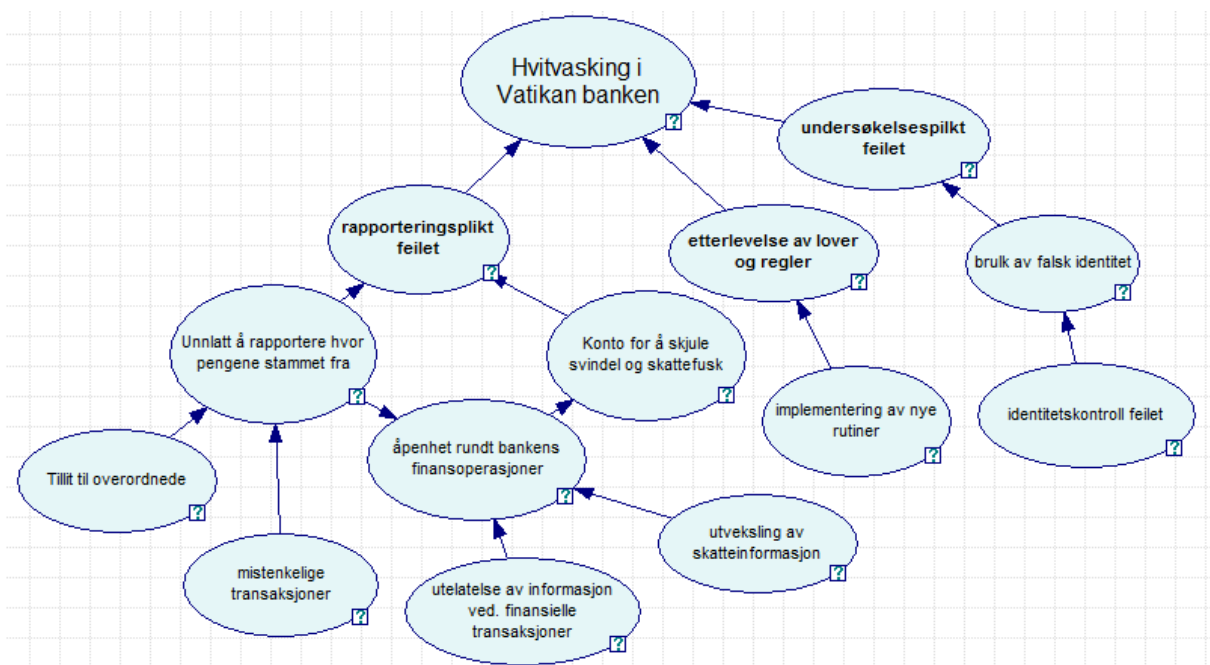 Hvitvasking i
Vatikan banken
?
undersøkelsespilkt
feilet
?
rapporteringsplikt
feilet
?
etterlevelse av lover
og regler
?
brulk av falsk identitet
?
Unnlatt å rapportere hvor
pengene stammet fra
?
Konto for å skjule
svindel og skattefusk
?
implementering av nye
rutiner
?
identitetskontroll feilet
?
Tillit til overordnede
?
åpenhet rundt bankens
finansoperasjoner
?
utveksling av
skatteinformasjon
?
mistenkelige
transaksjoner
?
utelatelse av informasjon
ved. finansielle
transaksjoner
?